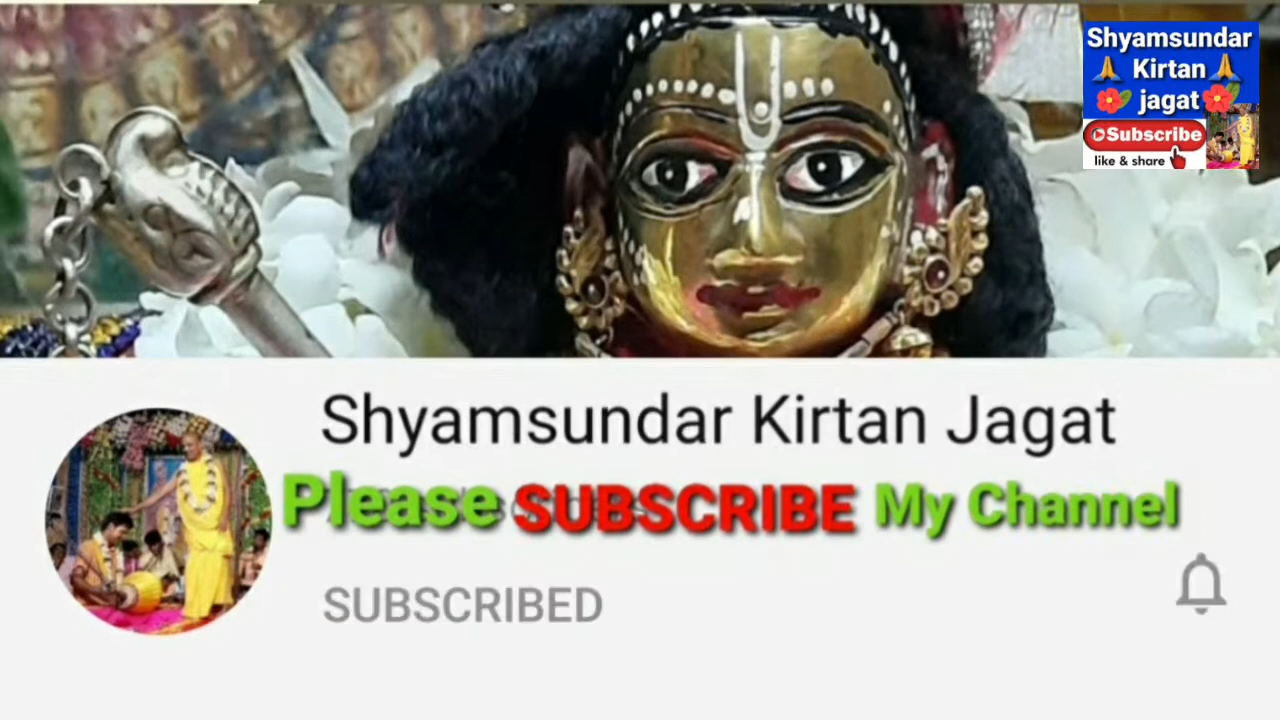 Shyamsundar
Kirtan
jagat
Subscribe
like & share
Shyamsundar Kirtan Jagat
Please SUBSCRIBE My Channel
SUBSCRIBED